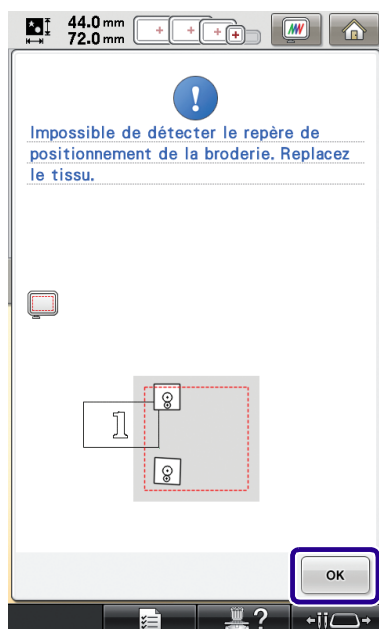 44.0 mm
72.0 mm
Impossible de détecter le repère de
positionnement de la broderie. Replacez
le tissu.
1
OK
?